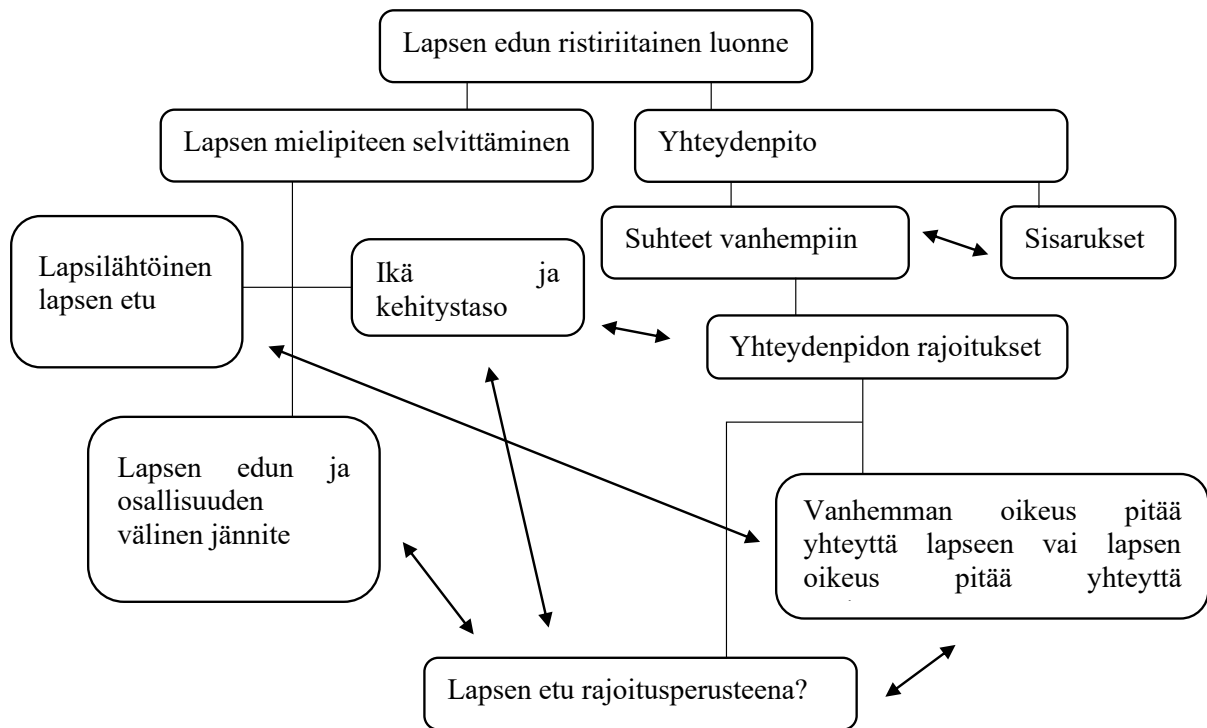 Lapsen edun ristiriitainen luonne
Lapsen mielipiteen selvittäminen
Yhteydenpito
Suhteet vanhempiin
Sisarukset
Lapsilähtöinen
lapsen etu
Ikä ja
kehitystaso
Yhteydenpidon rajoitukset
Lapsen edun ja
osallisuuden
välinen jännite
Vanhemman oikeus pitää
yhteyttä lapseen vai lapsen
oikeus pitää yhteyttä
Lapsen etu rajoitusperusteena?